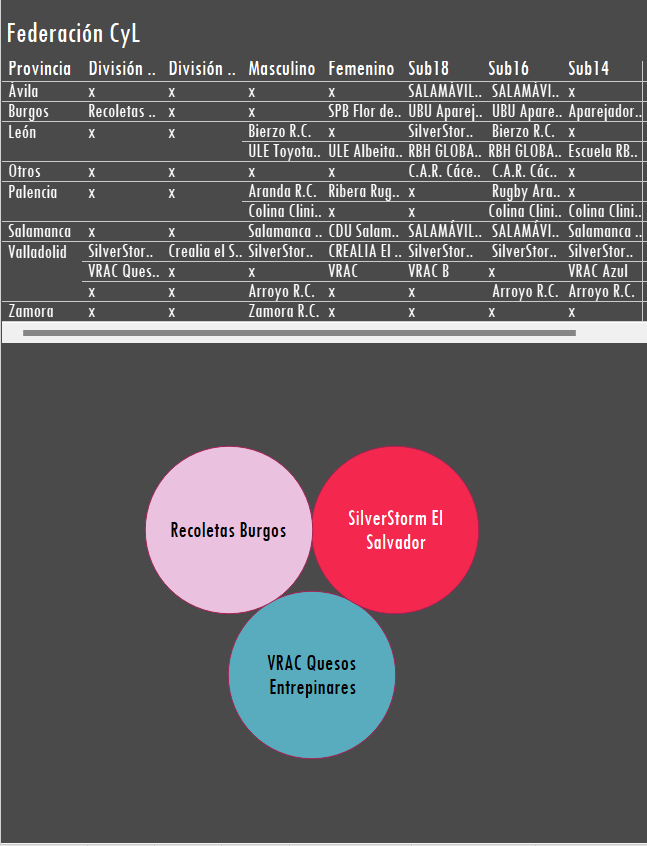 Federación CyL
Provincia División .. División .. Masculino Femenino Sub18 Sub16 Sub14
Ávila x x x x SALAMÁVIL.. SALAMÁVI.. x
Burgos Recoletas .. x x SPB Flor de.. UBU Aparej.. UBU Apare.. Aparejador..
León x x Bierzo R.C. x SilverStor.. Bierzo R.C. x
ULE Toyota.. ULE Albeita.. RBH GLOBA.. RBH GLOBA.. Escuela RB..
Otros x x x x C.A.R. Cáce.. C.A.R. Các.. x
Palencia x x Aranda R.C. Ribera Rug.. x Rugby Ara.. x
Colina Clini.. x x Colina Clini.. Colina Clini..
Salamanca x x Salamanca .. CDU Salam.. SALAMÁVIL.. SALAMÁVI.. Salamanca ..
Valladolid SilverStor.. Crealia el S.. SilverStor.. CREALIA El .. SilverStor.. SilverStor.. SilverStor..
VRAC Ques.. x x VRAC VRAC B x VRAC Azul
x x Arroyo R.C. x x Arroyo R.C. Arroyo R.C.
Zamora x x Zamora R.C. x x x x
Recoletas Burgos
SilverStorm El
Salvador
VRAC Quesos
Entrepinares